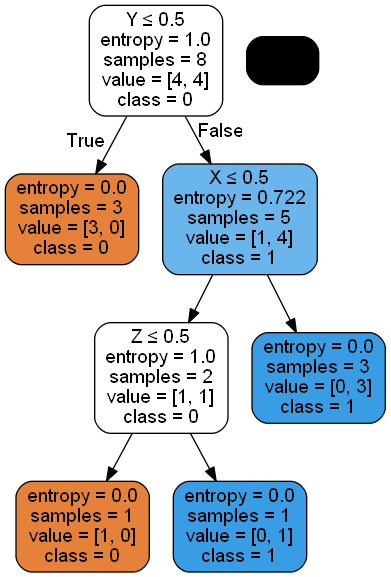 Y ≤ 0.5
entropy = 1.0
samples = 8
value = [4, 4]
class = 0
True
False
entropy = 0.0
samples = 3
value = [3, 0]
class = 0
X ≤ 0.5
entropy = 0.722
samples = 5
value = [1, 4]
class = 1
Z ≤ 0.5
entropy = 1.0
samples = 2
value = [1, 1]
class = 0
entropy = 0.0
samples = 3
value = [0, 3]
class = 1
entropy = 0.0
samples = 1
value = [1, 0]
class = 0
entropy = 0.0
samples = 1
value = [0, 1]
class = 1